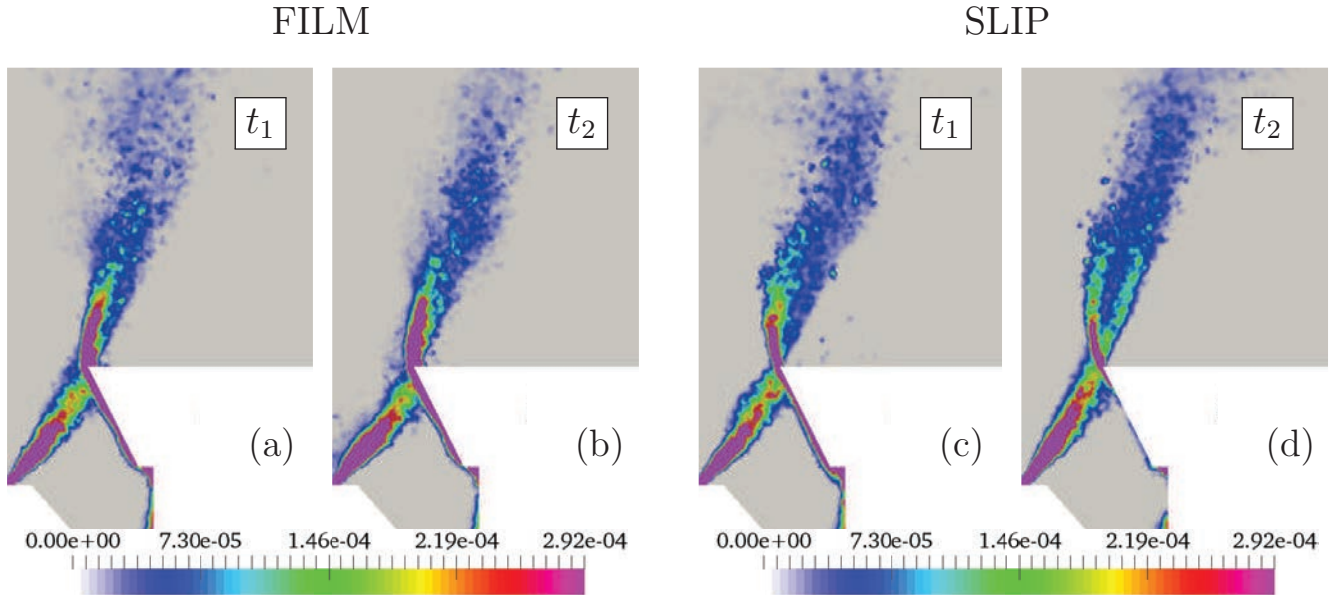 FILM SLIP
t₁ t₂ t₁ t₂
(a) (b) (c) (d)
0.00e+00 7.30e-05 1.46e-04 2.19e-04 2.92e-04 0.00e+00 7.30e-05 1.46e-04 2.19e-04 2.92e-04